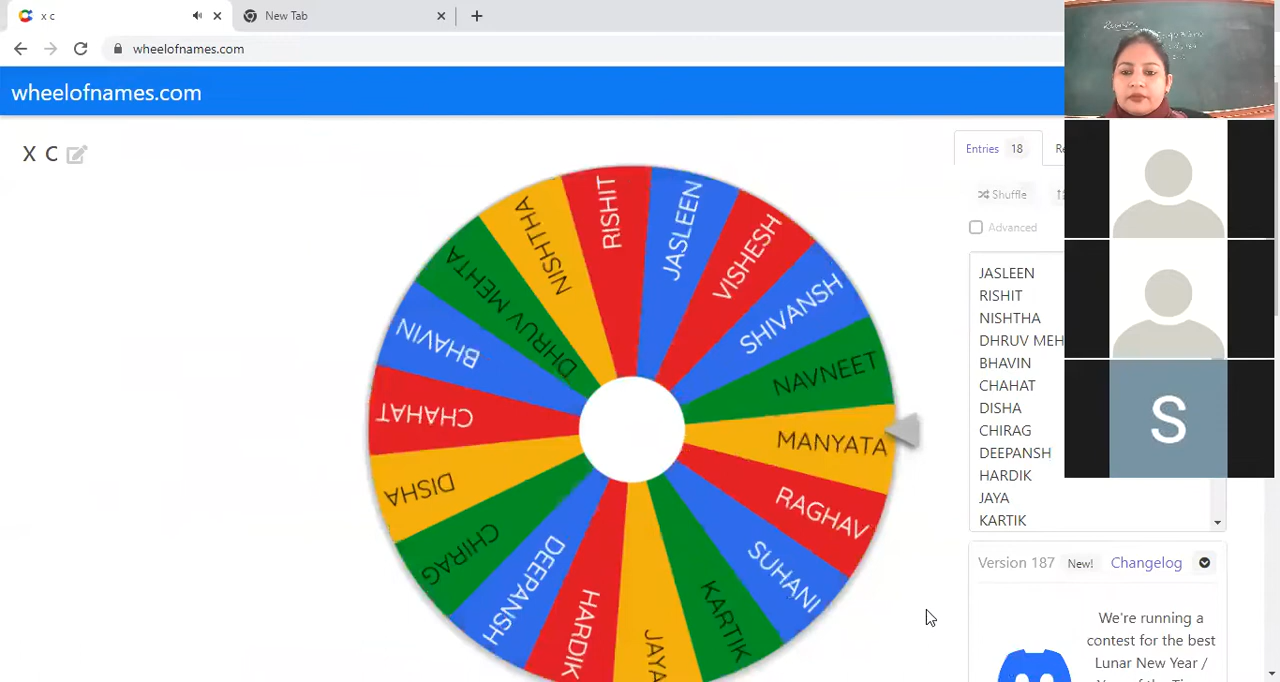 x c
New Tab
wheelofnames.com
wheelofnames.com
X C
Entries 18
Re
Shuffle
Advanced
JASLEEN
RISHIT
NISHTHA
DHRUV MEH
BHAVIN
CHAHAT
DISHA
CHIRAG
DEEPANSH
HARDIK
JAYA
KARTIK
Version 187 New! Changelog
We're running a
contest for the best
Lunar New Year /
RISHIT
JASLEEN
VISHESH
SHIVANSH
NAVNEET
MANYATA
RAGHAV
SUHANI
KARTIK
JAYA
HARDIK
DEEPANSH
CHIRAG
DISHA
CHAHAT
BHAVIN
DHRUV MEHTA
NISHTHA
S